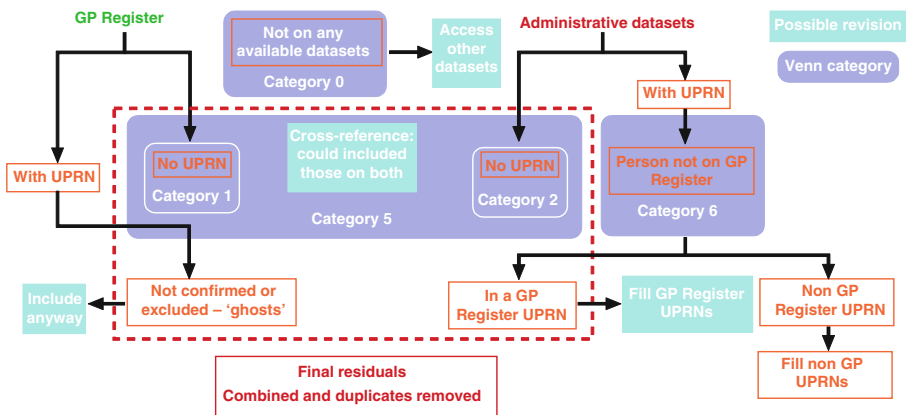 GP Register
Not on any
available datasets
Category 0
Access
other
datasets
Administrative datasets
Possible revision
Venn category
With UPRN
With UPRN
No UPRN
Category 1
Cross-reference:
could included
those on both
Category 5
No UPRN
Category 2
Person not on GP
Register
Category 6
Include
anyway
Not confirmed or
excluded – ‘ghosts’
In a GP
Register UPRN
Fill GP Register
UPRNs
Non GP
Register UPRN
Fill non GP
UPRNs
Final residuals
Combined and duplicates removed